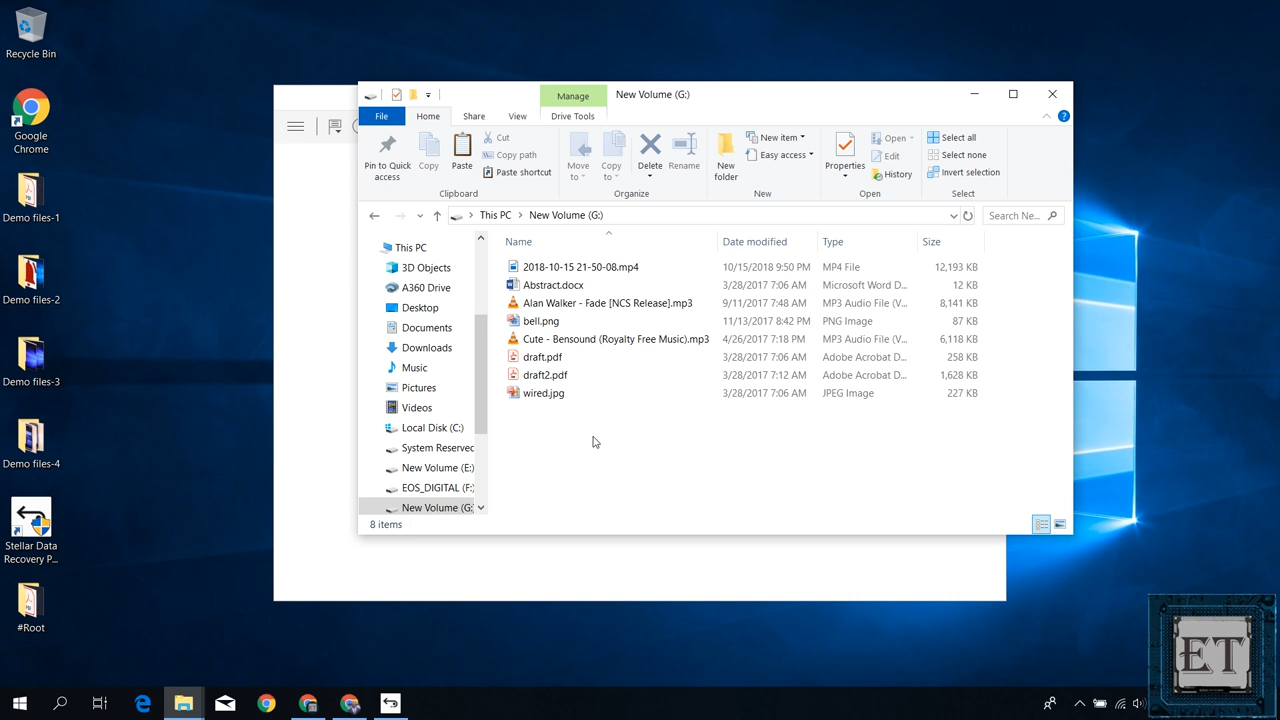 Recycle Bin
Google
Chrome
Demo files-1
Demo files-2
Demo files-3
Demo files-4
Stellar Data
Recovery P...
#Root
Manage
New Volume (G:)
File
Home
Share
View
Drive Tools
Pin to Quick
access
Copy
Paste
Cut
Copy path
Paste shortcut
Clipboard
Move
to
Copy
to
Delete
Rename
Organize
New
folder
New item
Easy access
New
Properties
Open
Edit
History
Open
Select all
Select none
Invert selection
Select
This PC > New Volume (G:)
Search Ne...
This PC
3D Objects
A360 Drive
Desktop
Documents
Downloads
Music
Pictures
Videos
Local Disk (C:)
System Reserved
New Volume (E:)
EOS_DIGITAL (F:)
New Volume (G:)
Name Date modified Type Size
2018-10-15 21-50-08.mp4 10/15/2018 9:50 PM MP4 File 12,193 KB
Abstract.docx 3/28/2017 7:06 AM Microsoft Word D... 12 KB
Alan Walker - Fade [NCS Release].mp3 9/11/2017 7:48 AM MP3 Audio File (V... 8,141 KB
bell.png 11/13/2017 8:42 PM PNG Image 87 KB
Cute - Bensound (Royalty Free Music).mp3 4/26/2017 7:18 PM MP3 Audio File (V... 6,118 KB
draft.pdf 3/28/2017 7:06 AM Adobe Acrobat D... 258 KB
draft2.pdf 3/28/2017 7:12 AM Adobe Acrobat D... 1,628 KB
wired.jpg 3/28/2017 7:06 AM JPEG Image 227 KB
8 items
ET